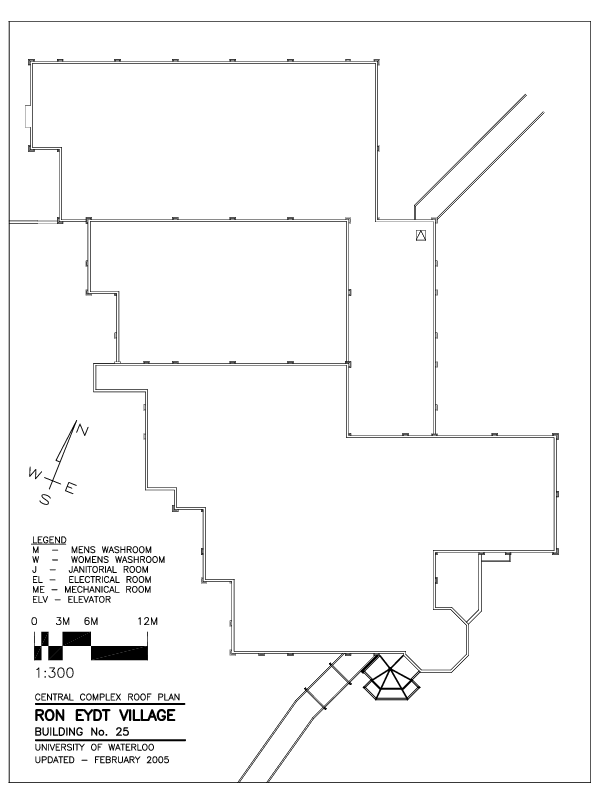 N
W
E
S
LEGEND
M - MENS WASHROOM
W - WOMENS WASHROOM
J - JANITORIAL ROOM
EL - ELECTRICAL ROOM
ME - MECHANICAL ROOM
ELV - ELEVATOR
0 3M 6M 12M
1:300
CENTRAL COMPLEX ROOF PLAN
RON EYDT VILLAGE
BUILDING No. 25
UNIVERSITY OF WATERLOO
UPDATED - FEBRUARY 2005